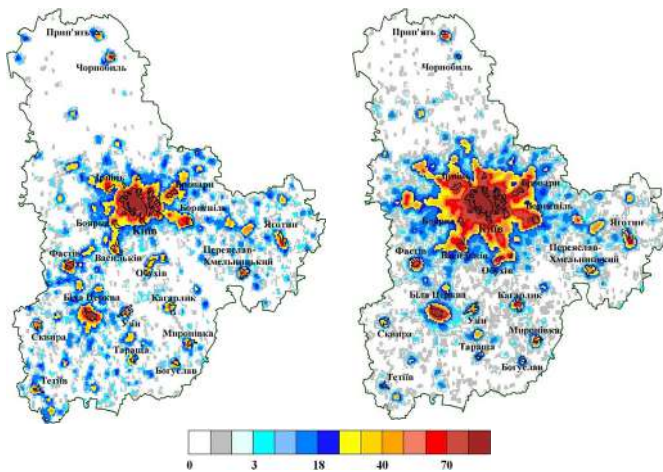 Прип'ять
Чорнобиль
Ірпінь
Бровари
Бориспіль
Боярка
Київ
Яготин
Васильків
Фастів
Обухів
Переяслав-
Хмельницький
Біла Церква
Узін
Кагарлик
Сквира
Миронівка
Тараща
Богуслав
Тетіїв
Прип'ять
Чорнобиль
Ірпінь
Бровари
Бориспіль
Боярка
Київ
Яготин
Фастів
Васильків
Обухів
Переяслав-
Хмельницький
Біла Церква
Узін
Кагарлик
Сквира
Миронівка
Тараща
Богуслав
Тетіїв
0 3 18 40 70